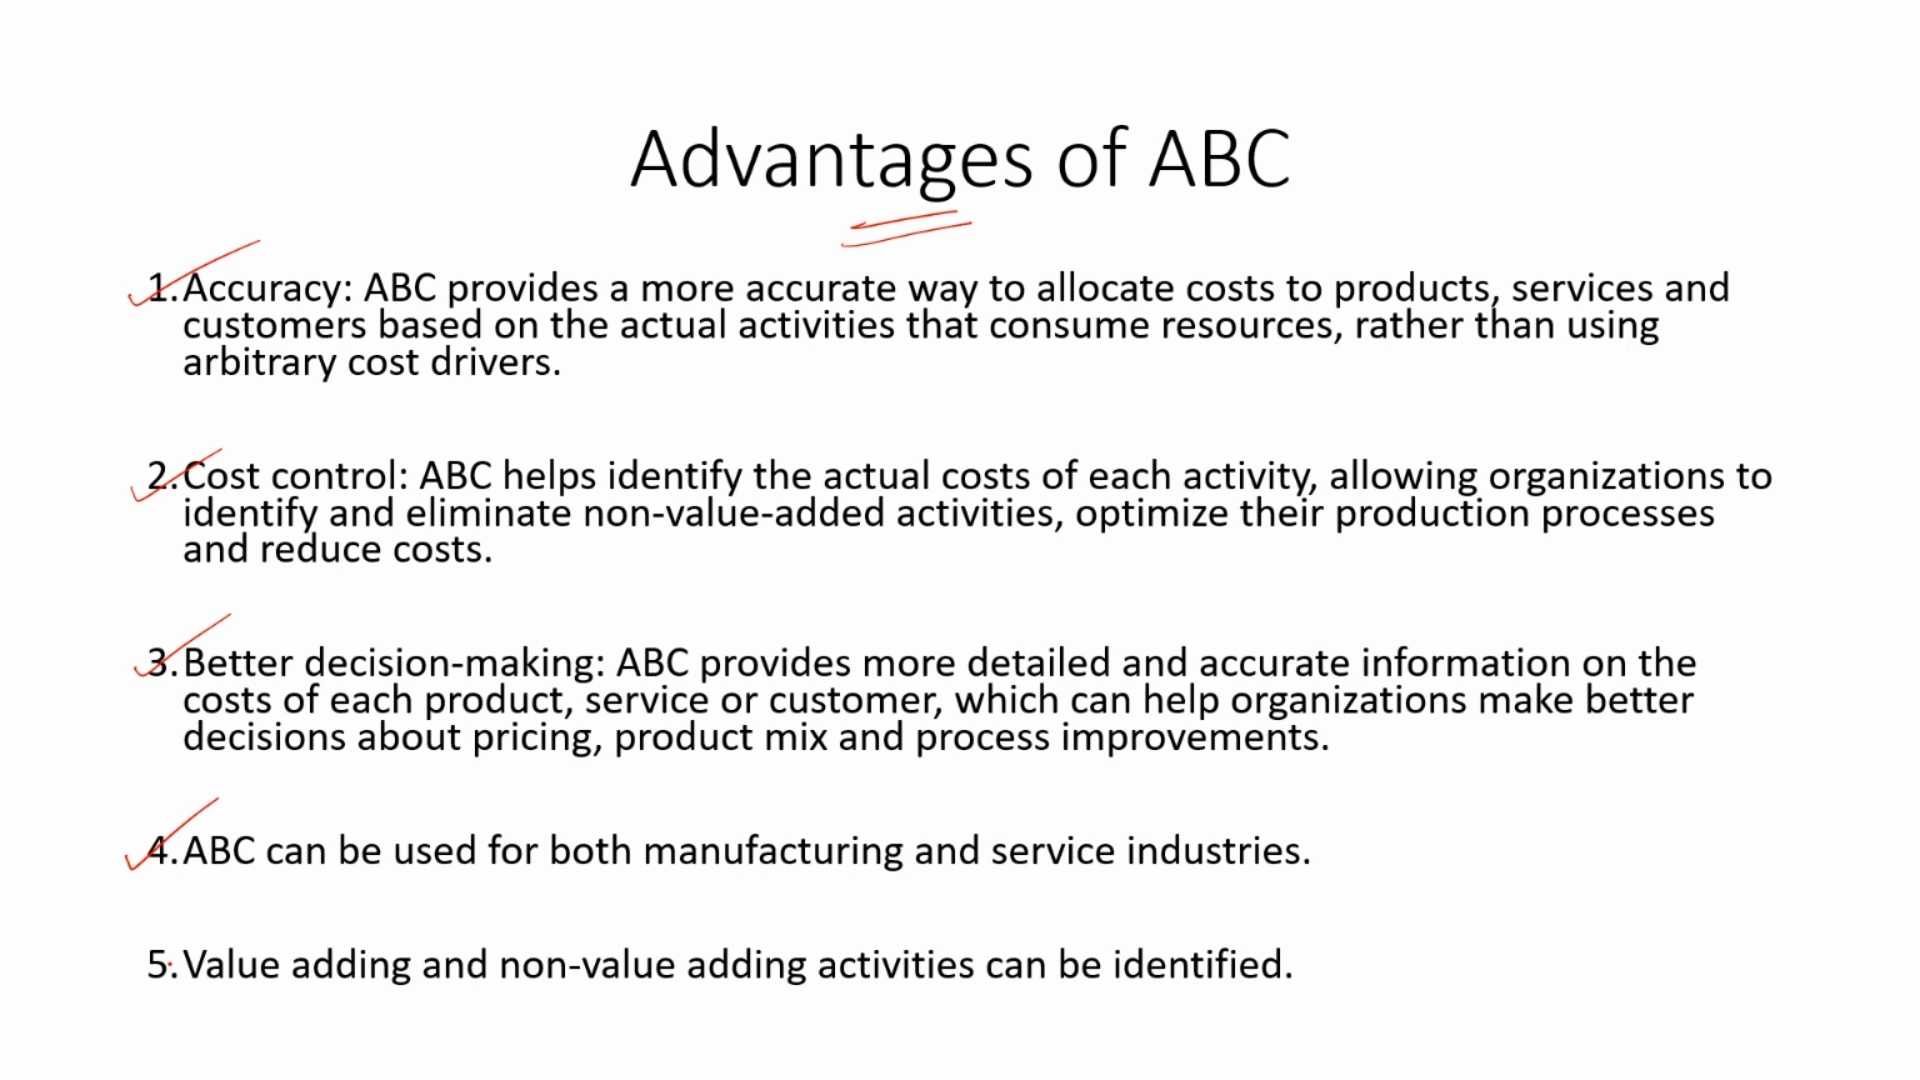 Advantages of ABC
1. Accuracy: ABC provides a more accurate way to allocate costs to products, services and
customers based on the actual activities that consume resources, rather than using
arbitrary cost drivers.
2. Cost control: ABC helps identify the actual costs of each activity, allowing organizations to
identify and eliminate non-value-added activities, optimize their production processes
and reduce costs.
3. Better decision-making: ABC provides more detailed and accurate information on the
costs of each product, service or customer, which can help organizations make better
decisions about pricing, product mix and process improvements.
4. ABC can be used for both manufacturing and service industries.
5. Value adding and non-value adding activities can be identified.